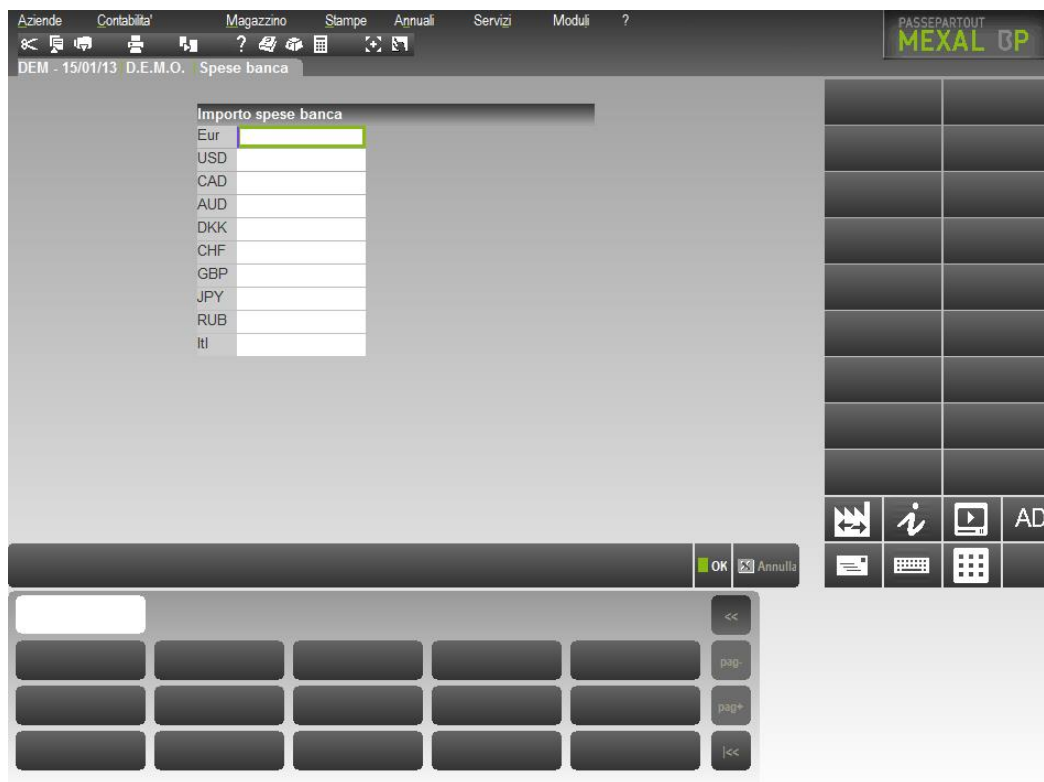 Aziende Contabilita' Magazzino Stampe Annuali Servizi Moduli ?
PASSEPARTOUT
MEXAL BP
?
DEM - 15/01/13 D.E.M.O. Spese banca
Importo spese banca
Eur
USD
CAD
AUD
DKK
CHF
GBP
JPY
RUB
Itl
i AD
OK Annulla
<<
pag-
pag+
|<<